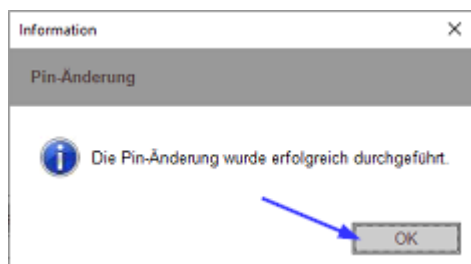 Information
Pin-Änderung
Die Pin-Änderung wurde erfolgreich durchgeführt.
OK